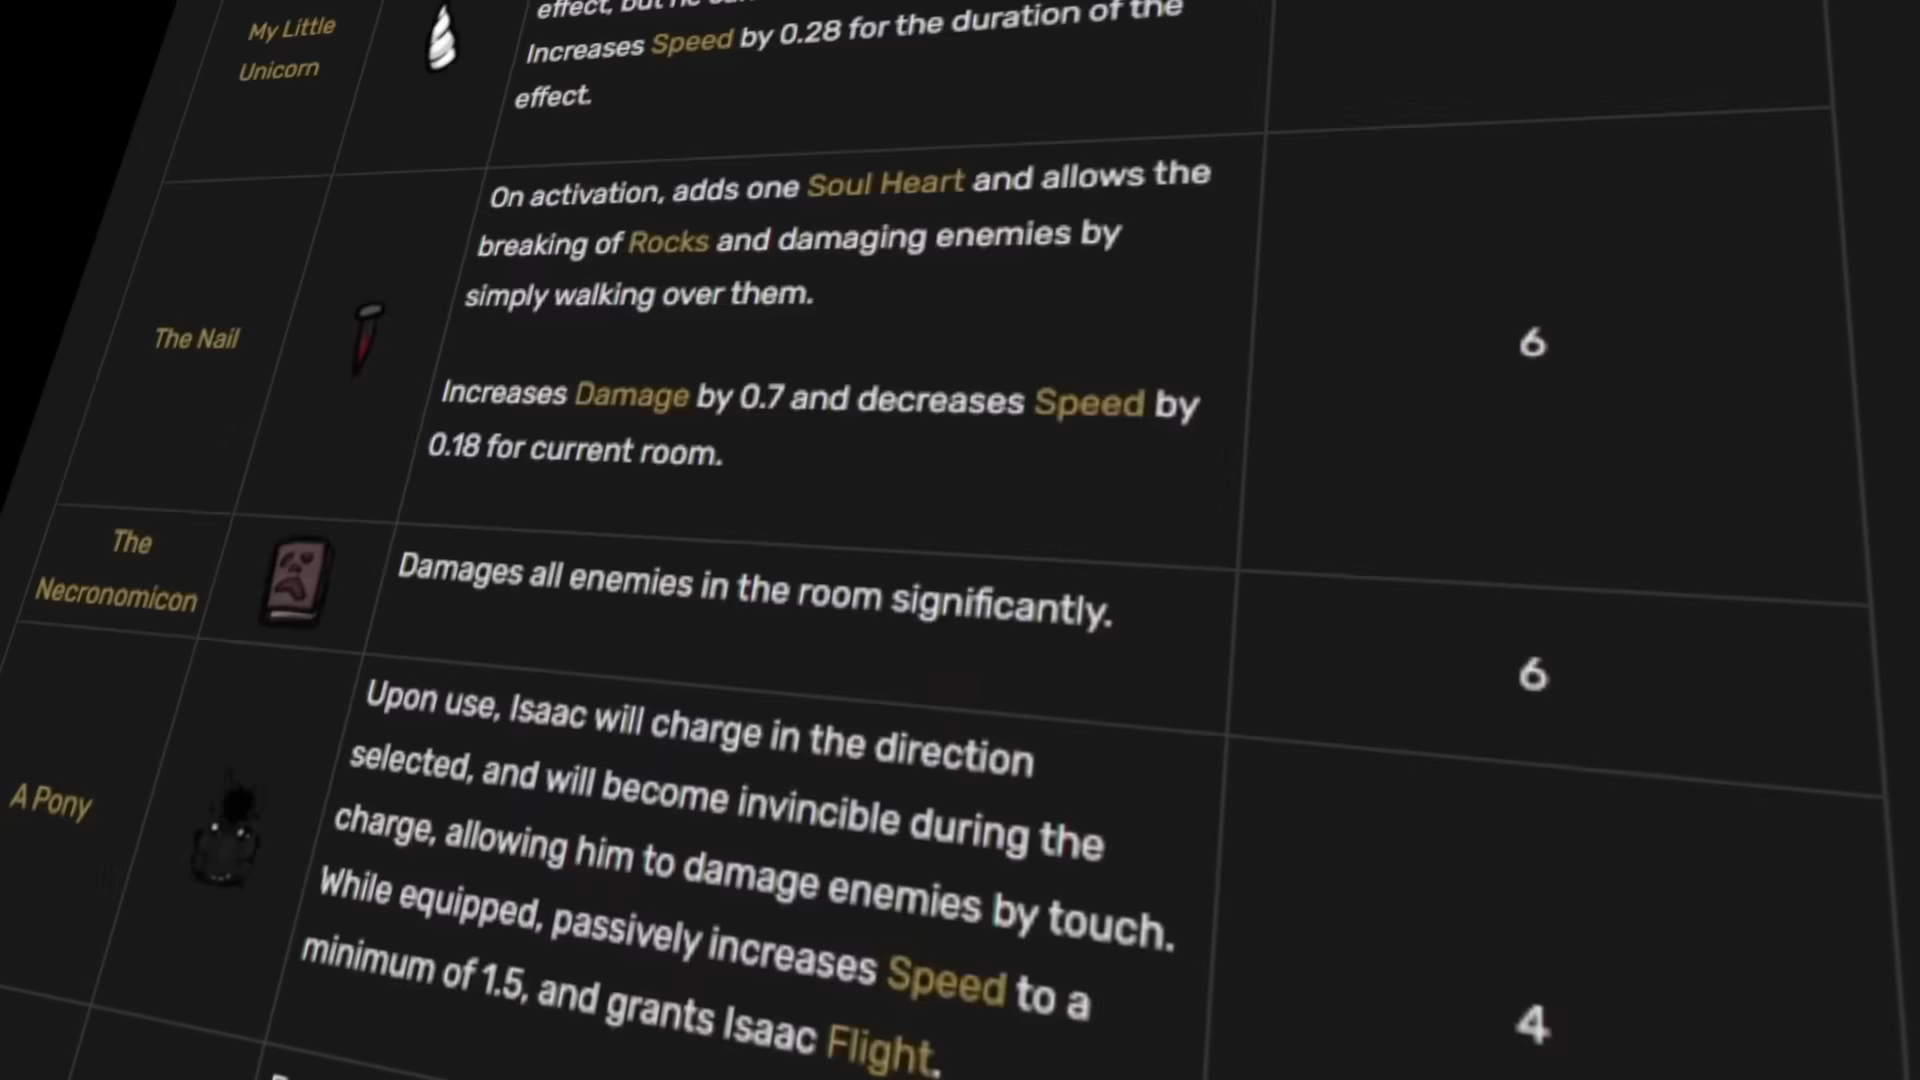 My Little
Unicorn
effect, but he
Increases Speed by 0.28 for the duration of the
effect.
The Nail
On activation, adds one Soul Heart and allows the
breaking of Rocks and damaging enemies by
simply walking over them.
Increases Damage by 0.7 and decreases Speed by
0.18 for current room.
6
The
Necronomicon
Damages all enemies in the room significantly.
6
A Pony
Upon use, Isaac will charge in the direction
selected, and will become invincible during the
charge, allowing him to damage enemies by touch.
While equipped, passively increases Speed to a
minimum of 1.5, and grants Isaac Flight.
4